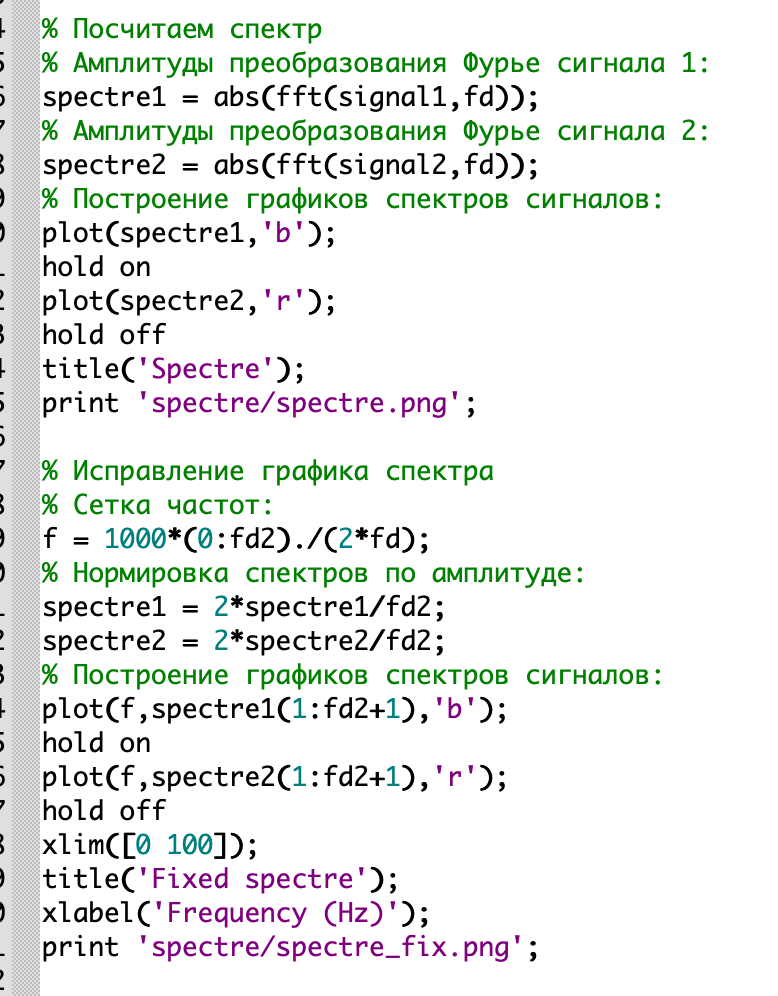 % Посчитаем спектр
% Амплитуды преобразования Фурье сигнала 1:
spectre1 = abs(fft(signal1,fd));
% Амплитуды преобразования Фурье сигнала 2:
spectre2 = abs(fft(signal2,fd));
% Построение графиков спектров сигналов:
plot(spectre1,'b');
hold on
plot(spectre2,'r');
hold off
title('Spectre');
print 'spectre/spectre.png';
% Исправление графика спектра
% Сетка частот:
f = 1000*(0:fd2)./(2*fd);
% Нормировка спектров по амплитуде:
spectre1 = 2*spectre1/fd2;
spectre2 = 2*spectre2/fd2;
% Построение графиков спектров сигналов:
plot(f,spectre1(1:fd2+1),'b');
hold on
plot(f,spectre2(1:fd2+1),'r');
hold off
xlim([0 100]);
title('Fixed spectre');
xlabel('Frequency (Hz)');
print 'spectre/spectre_fix.png';